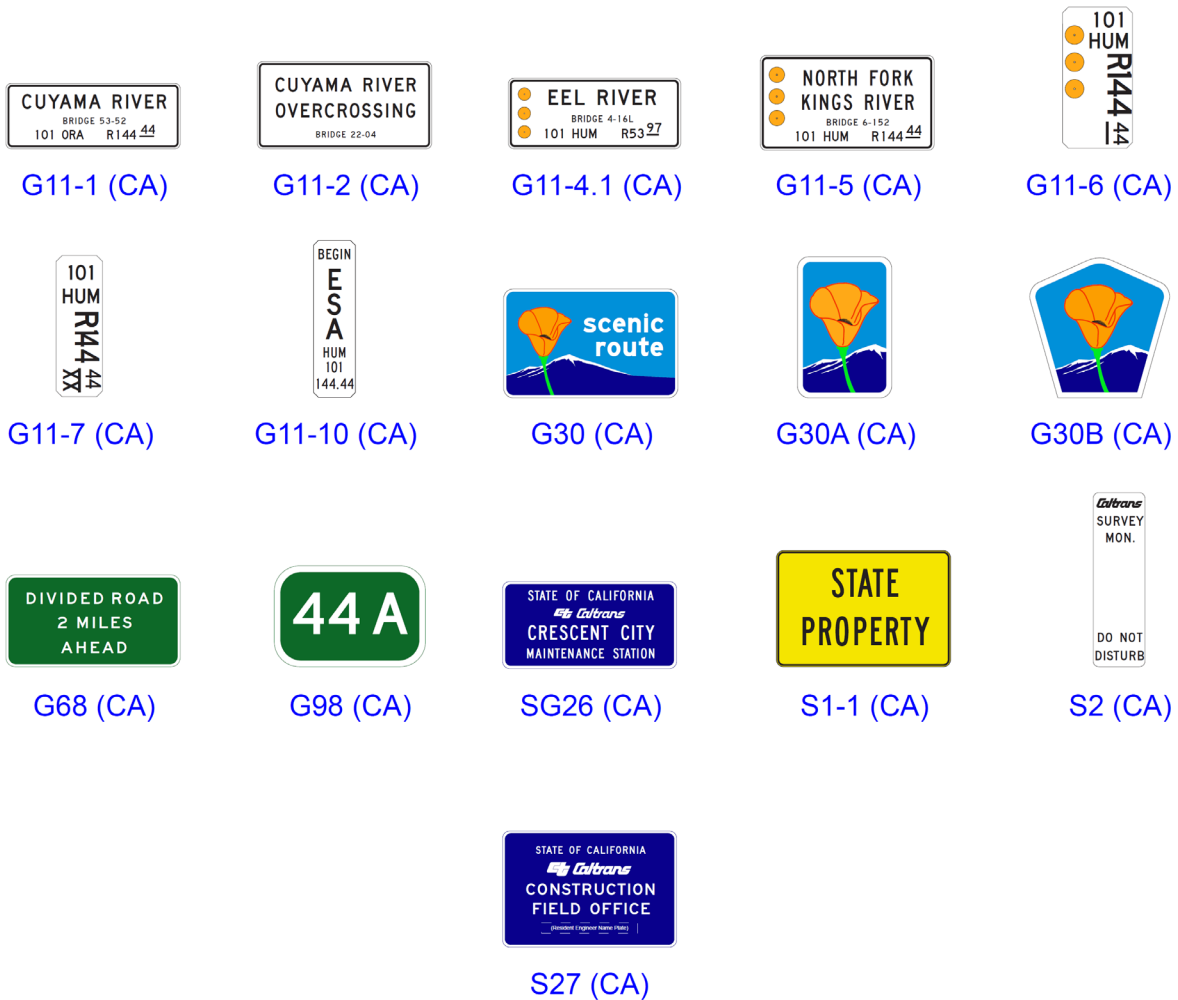 CUYAMA RIVER
BRIDGE 53-52
101 ORA R144 44
G11-1 (CA)
CUYAMA RIVER
OVERCROSSING
BRIDGE 22-04
G11-2 (CA)
EEL RIVER
BRIDGE 4-16L
101 HUM R53 97
G11-4.1 (CA)
NORTH FORK
KINGS RIVER
BRIDGE 6-152
101 HUM R144 44
G11-5 (CA)
101
HUM
R144 44
G11-6 (CA)
101
HUM
R144 44
XX
G11-7 (CA)
BEGIN
ESA
HUM
101
144.44
G11-10 (CA)
scenic
route
G30 (CA)
G30A (CA)
G30B (CA)
DIVIDED ROAD
2 MILES
AHEAD
G68 (CA)
44 A
G98 (CA)
STATE OF CALIFORNIA
Ct Caltrans
CRESCENT CITY
MAINTENANCE STATION
SG26 (CA)
STATE
PROPERTY
S1-1 (CA)
Caltrans
SURVEY
MON.
DO NOT
DISTURB
S2 (CA)
STATE OF CALIFORNIA
Ct Caltrans
CONSTRUCTION
FIELD OFFICE
(Resident Engineer Name Plate)
S27 (CA)